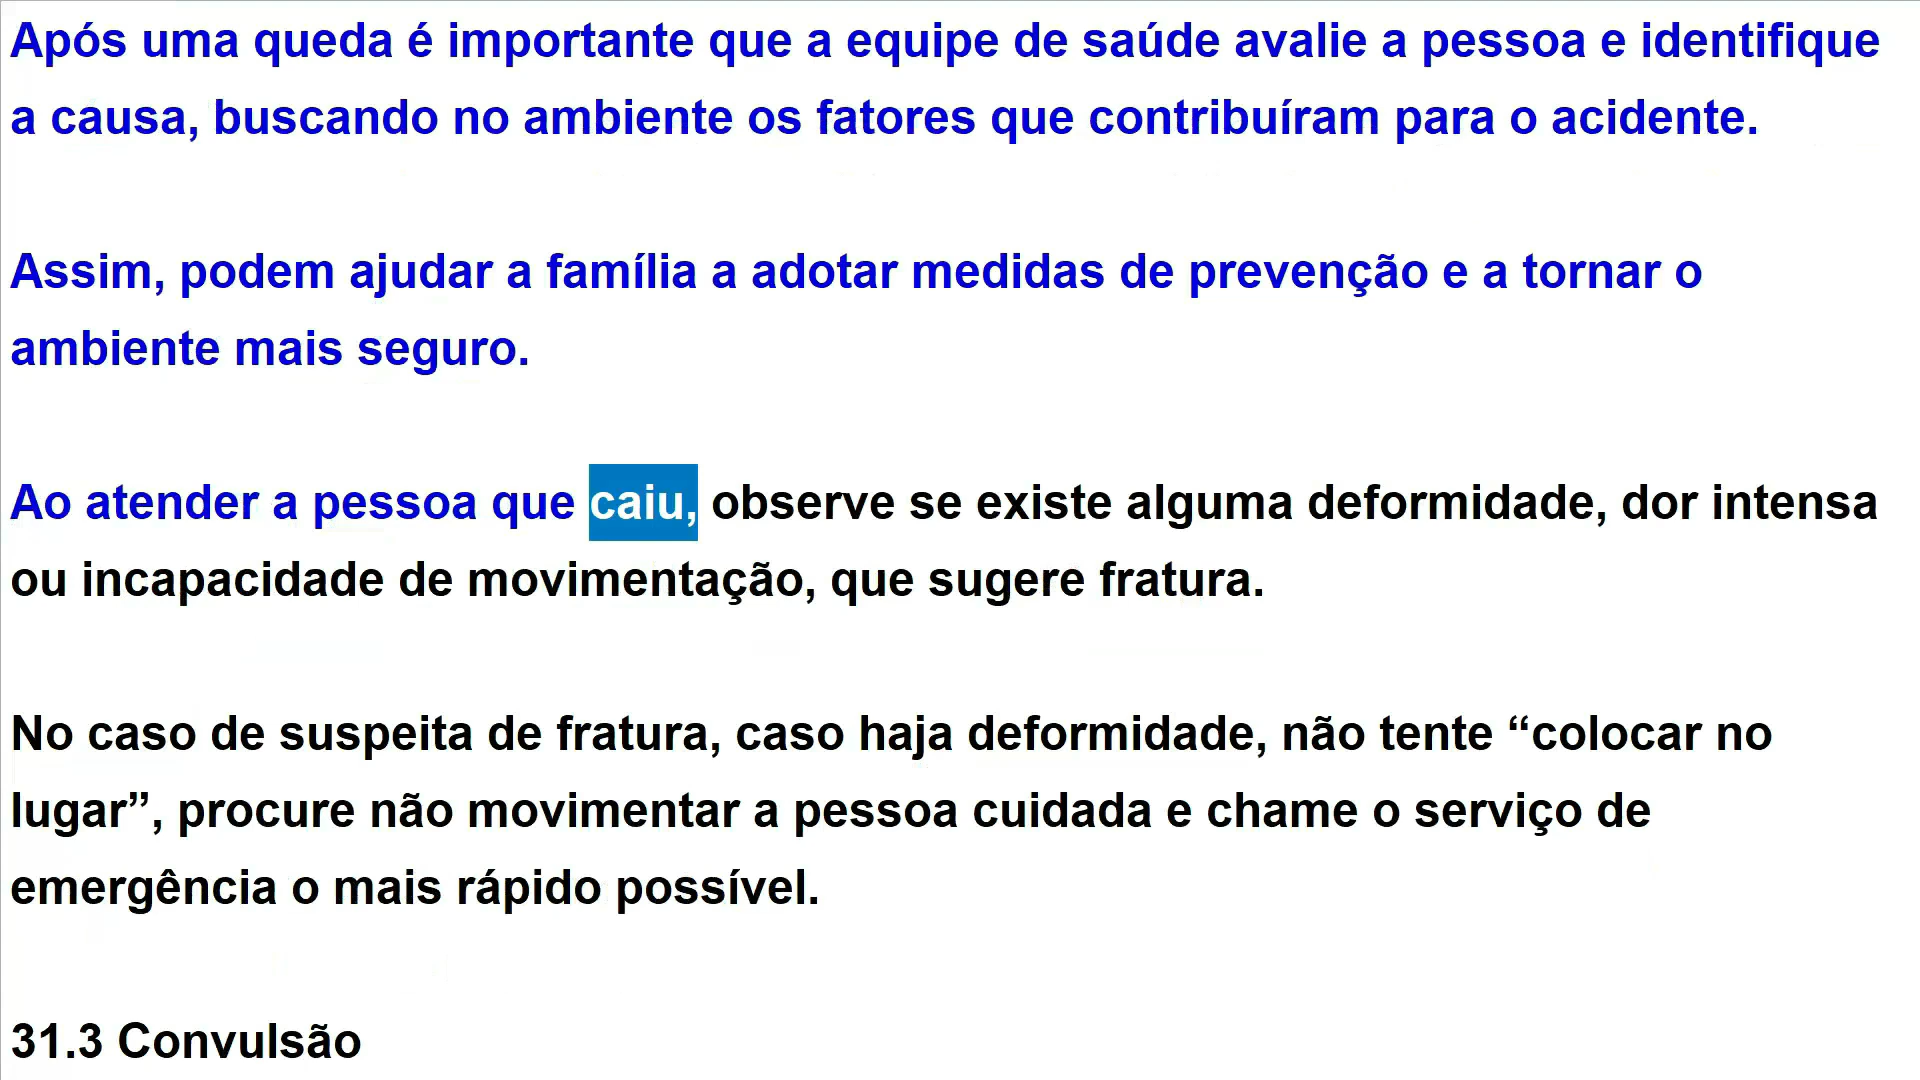 Após uma queda é importante que a equipe de saúde avalie a pessoa e identifique
a causa, buscando no ambiente os fatores que contribuíram para o acidente.
Assim, podem ajudar a família a adotar medidas de prevenção e a tornar o
ambiente mais seguro.
Ao atender a pessoa que caiu, observe se existe alguma deformidade, dor intensa
ou incapacidade de movimentação, que sugere fratura.
No caso de suspeita de fratura, caso haja deformidade, não tente “colocar no
lugar”, procure não movimentar a pessoa cuidada e chame o serviço de
emergência o mais rápido possível.
31.3 Convulsão